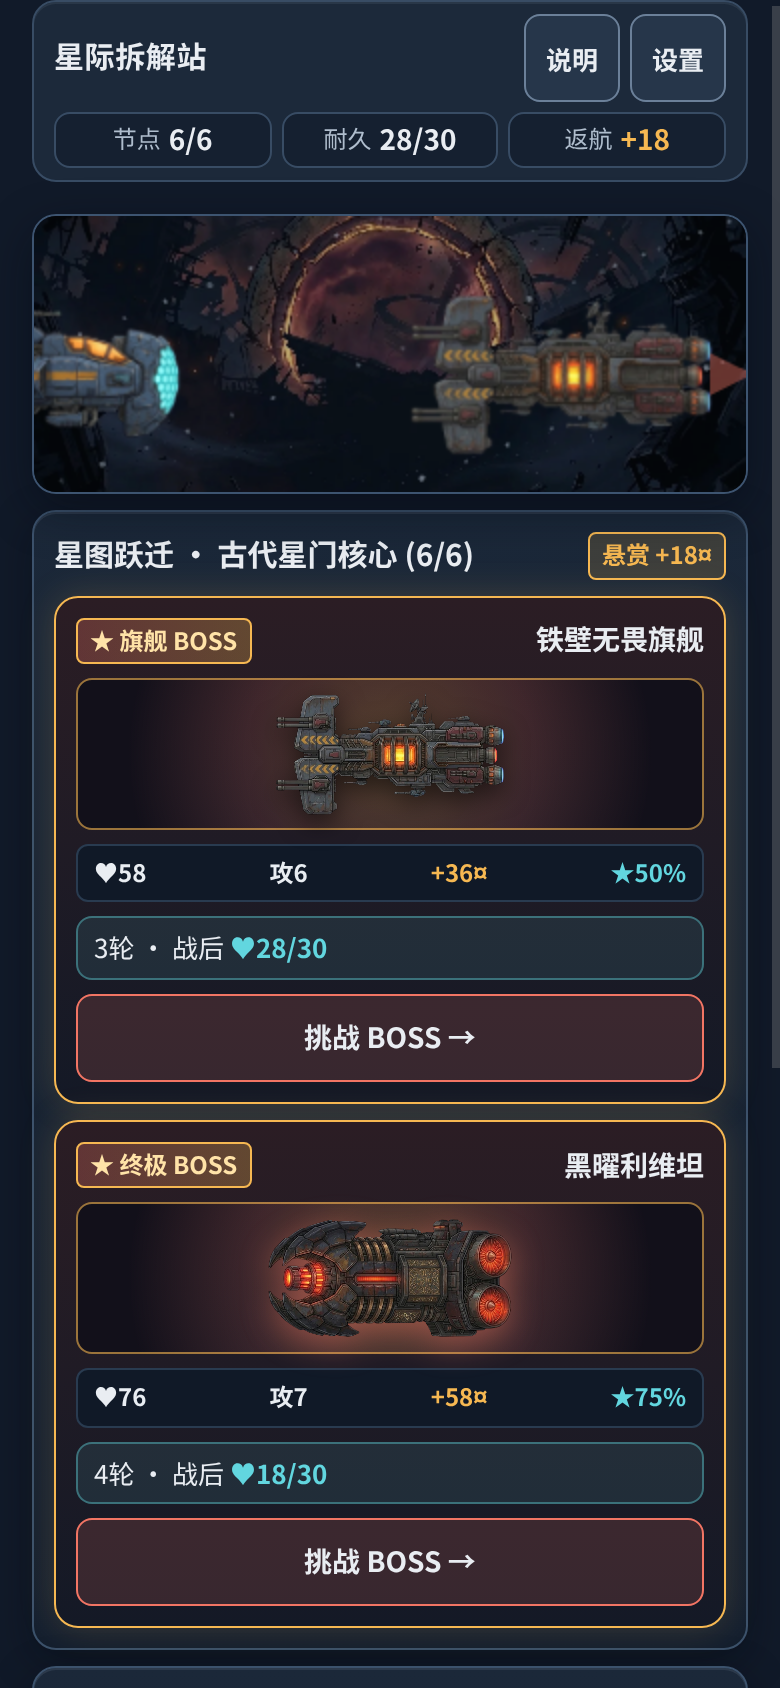 星际拆解站
说明
设置
节点 6/6
耐久 28/30
返航 +18
星图跃迁 · 古代星门核心 (6/6)
悬赏 +18¤
★ 旗舰 BOSS
铁壁无畏旗舰
♥58
攻6
+36¤
★50%
3轮 · 战后 ♥28/30
挑战 BOSS →
★ 终极 BOSS
黑曜利维坦
♥76
攻7
+58¤
★75%
4轮 · 战后 ♥18/30
挑战 BOSS →